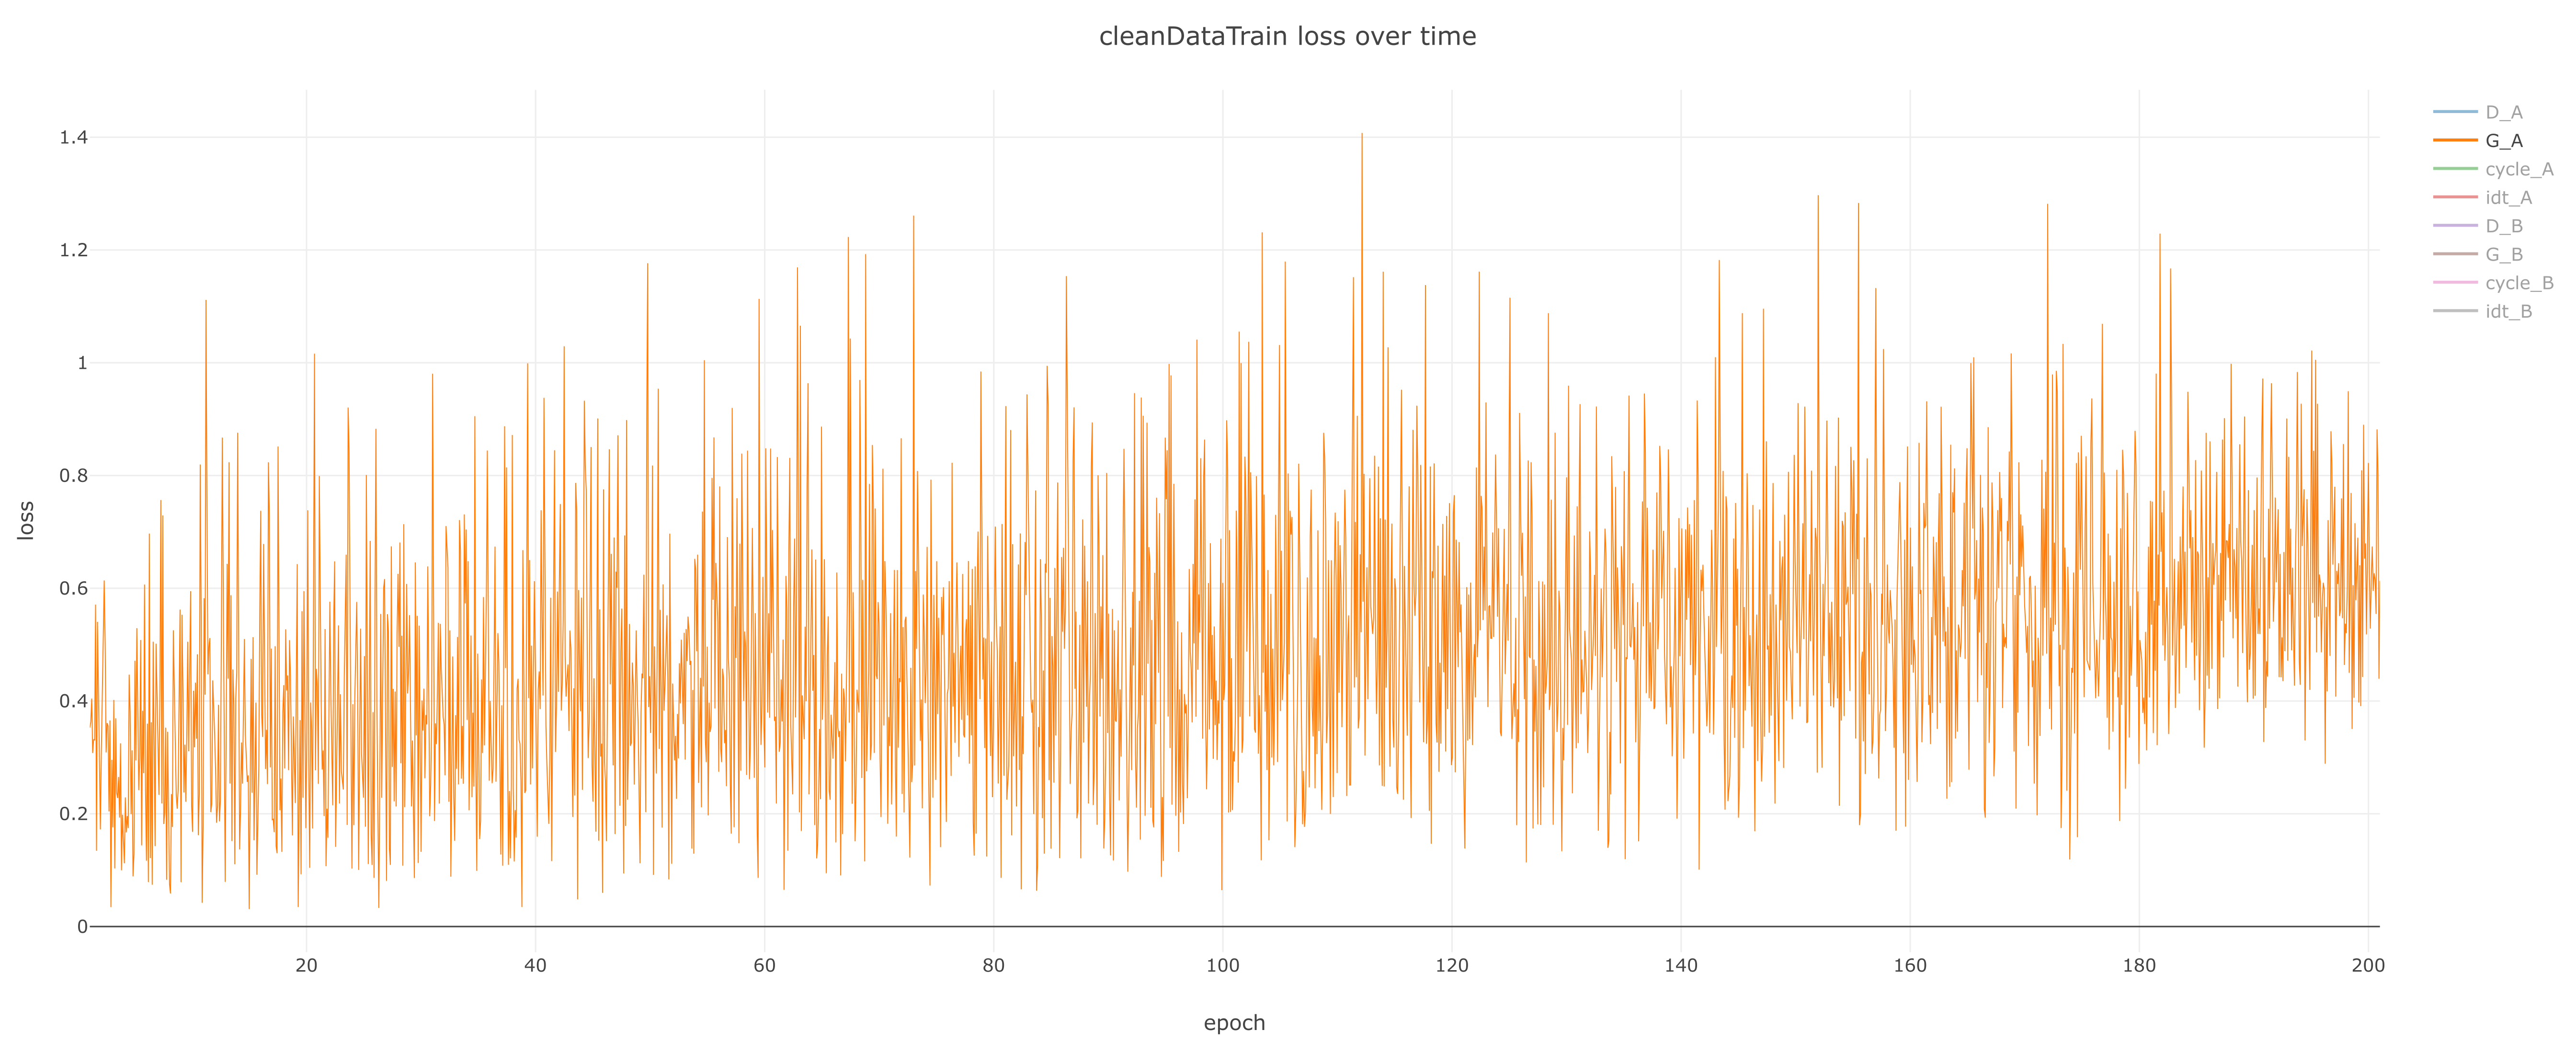 cleanDataTrain loss over time
loss
1.4
1.2
1
0.8
0.6
0.4
0.2
0
20
40
60
80
100
120
140
160
180
200
epoch
D_A
G_A
cycle_A
idt_A
D_B
G_B
cycle_B
idt_B